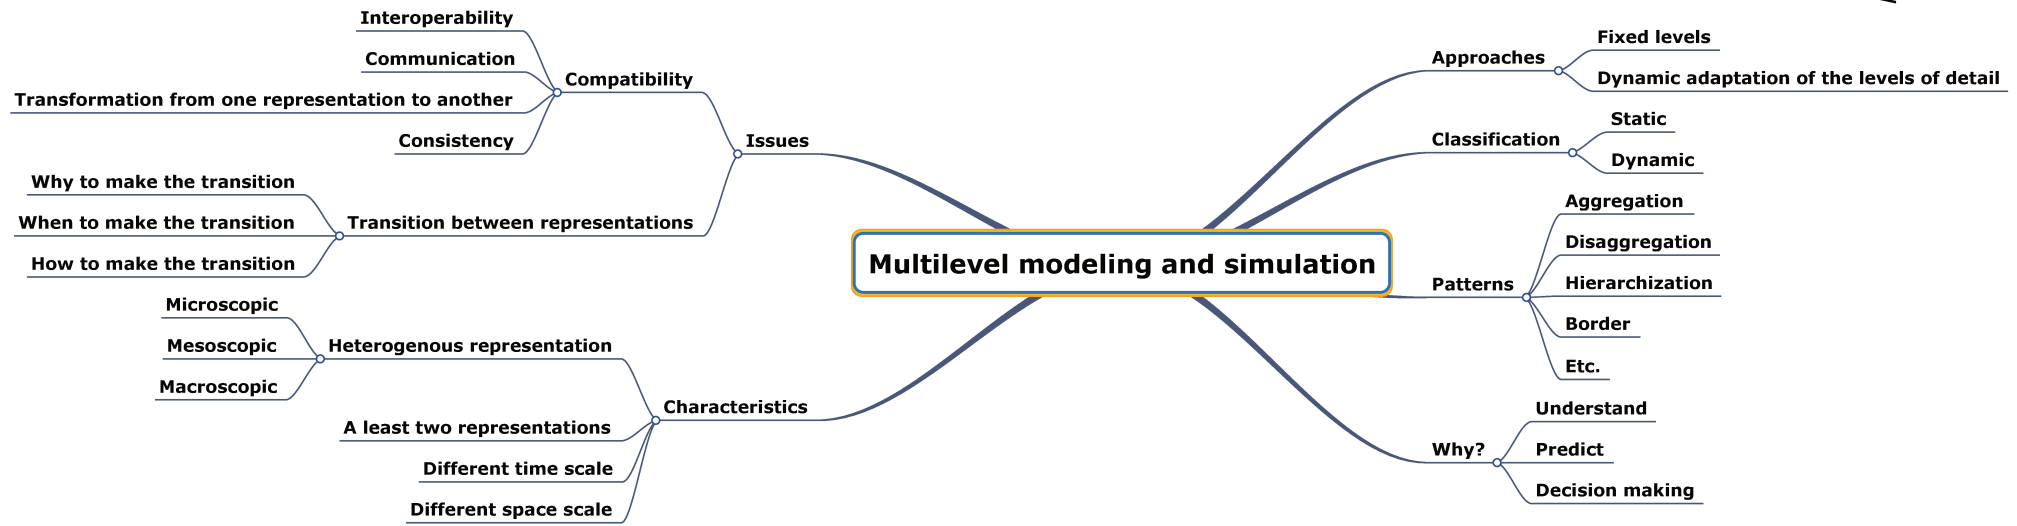 Multilevel modeling and simulation
Issues
Compatibility
Interoperability
Communication
Transformation from one representation to another
Consistency
Transition between representations
Why to make the transition
When to make the transition
How to make the transition
Characteristics
Heterogenous representation
Microscopic
Mesoscopic
Macroscopic
A least two representations
Different time scale
Different space scale
Approaches
Fixed levels
Dynamic adaptation of the levels of detail
Classification
Static
Dynamic
Patterns
Aggregation
Disaggregation
Hierarchization
Border
Etc.
Why?
Understand
Predict
Decision making